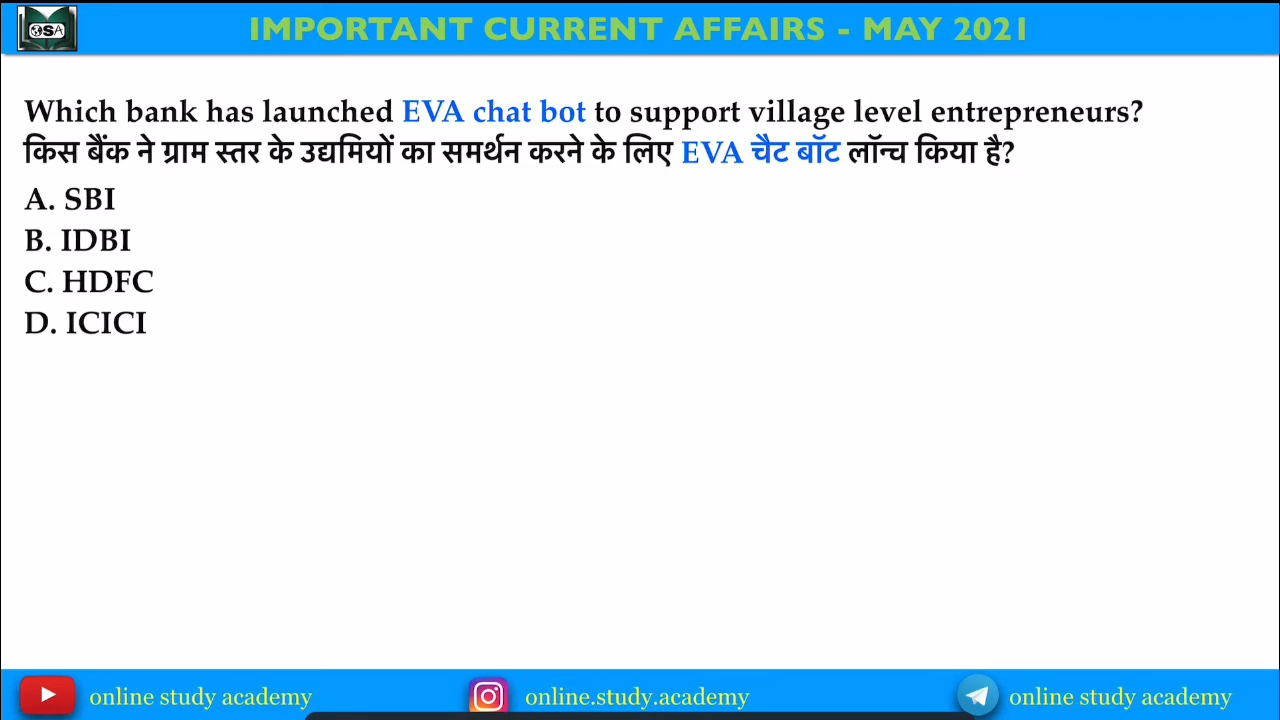 OSA
IMPORTANT CURRENT AFFAIRS - MAY 2021
Which bank has launched EVA chat bot to support village level entrepreneurs?
किस बैंक ने ग्राम स्तर के उद्यमियों का समर्थन करने के लिए EVA चैट बॉट लॉन्च किया है?
A. SBI
B. IDBI
C. HDFC
D. ICICI
online study academy
online.study.academy
online study academy